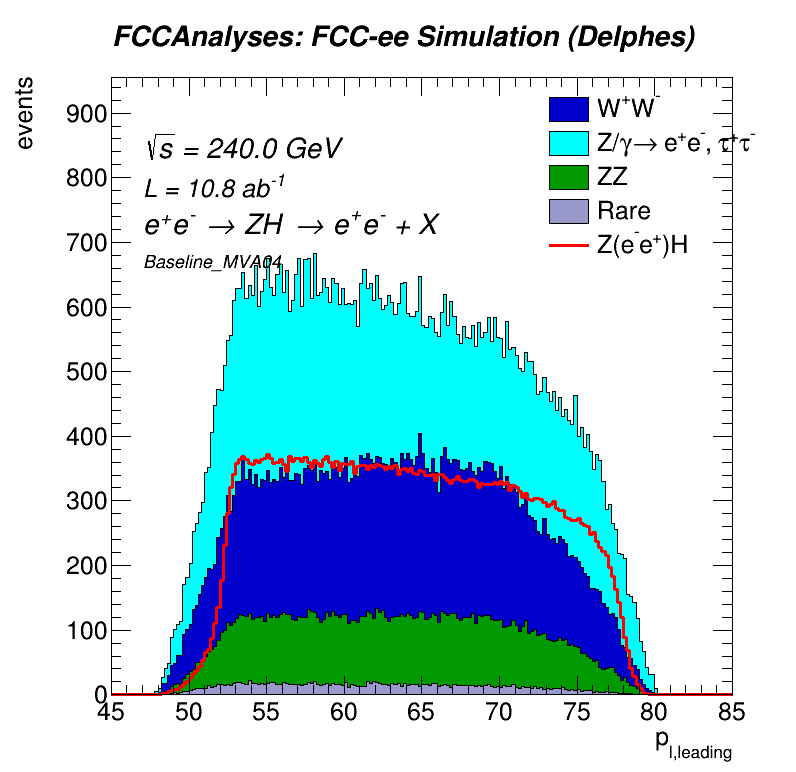 FCCAnalyses: FCC-ee Simulation (Delphes)
events
900
800
700
600
500
400
300
200
100
0
√s = 240.0 GeV
L = 10.8 ab⁻¹
e⁺e⁻ → ZH → e⁺e⁻ + X
Baseline_MVA04
W⁺W⁻
Z/γ→ e⁺e⁻, τ⁺τ⁻
ZZ
Rare
Z(e⁻e⁺)H
45 50 55 60 65 70 75 80 85
p_l,leading